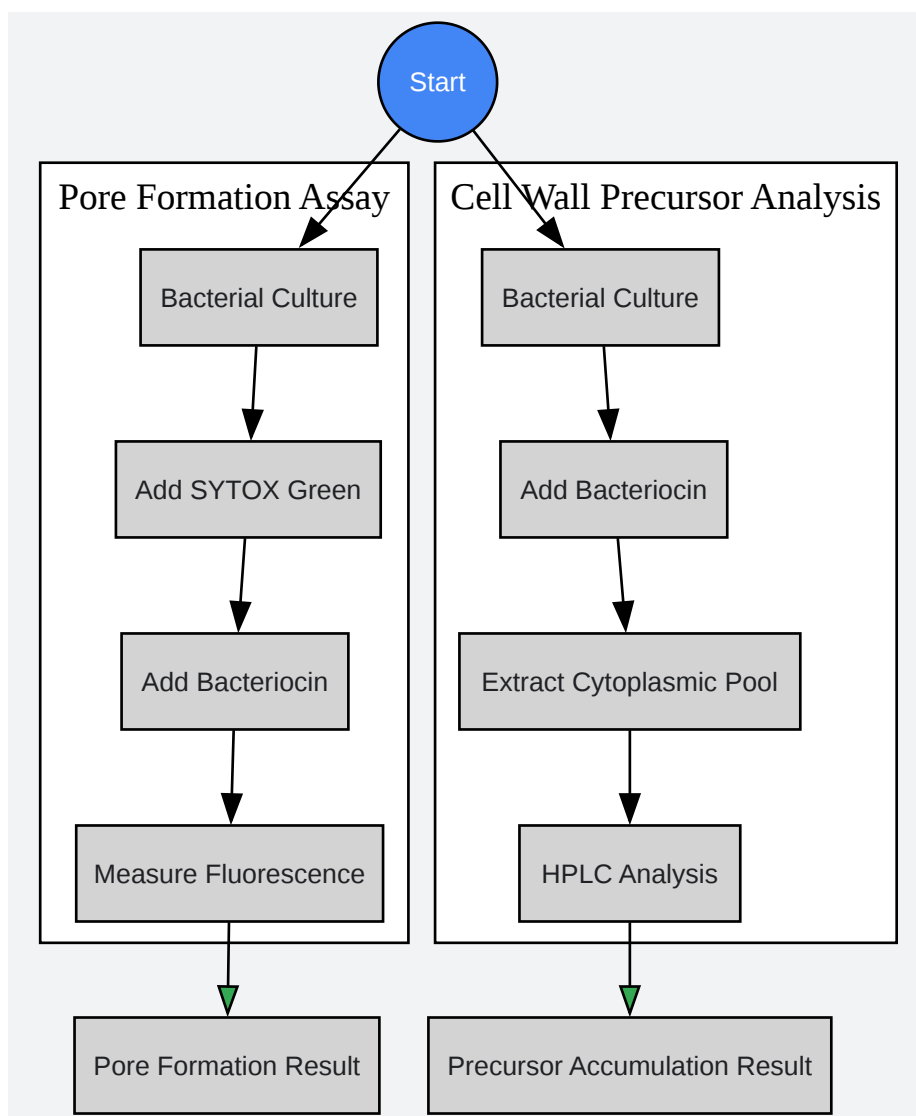 Start
Pore Formation Assay
Bacterial Culture
Add SYTOX Green
Add Bacteriocin
Measure Fluorescence
Pore Formation Result
Cell Wall Precursor Analysis
Bacterial Culture
Add Bacteriocin
Extract Cytoplasmic Pool
HPLC Analysis
Precursor Accumulation Result